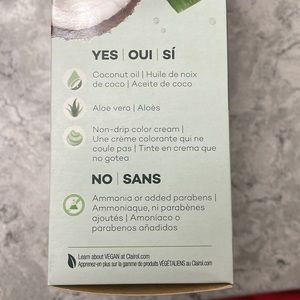 YES | OUI | SÍ
Coconut oil | Huile de noix
de coco | Aceite de coco
Aloe vera | Aloès
Non-drip color cream |
Une crème colorante qui ne
coule pas | Tinte en crema que
no gotea
NO | SANS
Ammonia or added parabens |
Ammoniaque, ni parabènes
ajoutés | Amoníaco o
parabenos añadidos
Learn about VEGAN at Clairol.com
Apprenez-en plus sur la gamme de produits VÉGÉTALIENS au Clairol.com